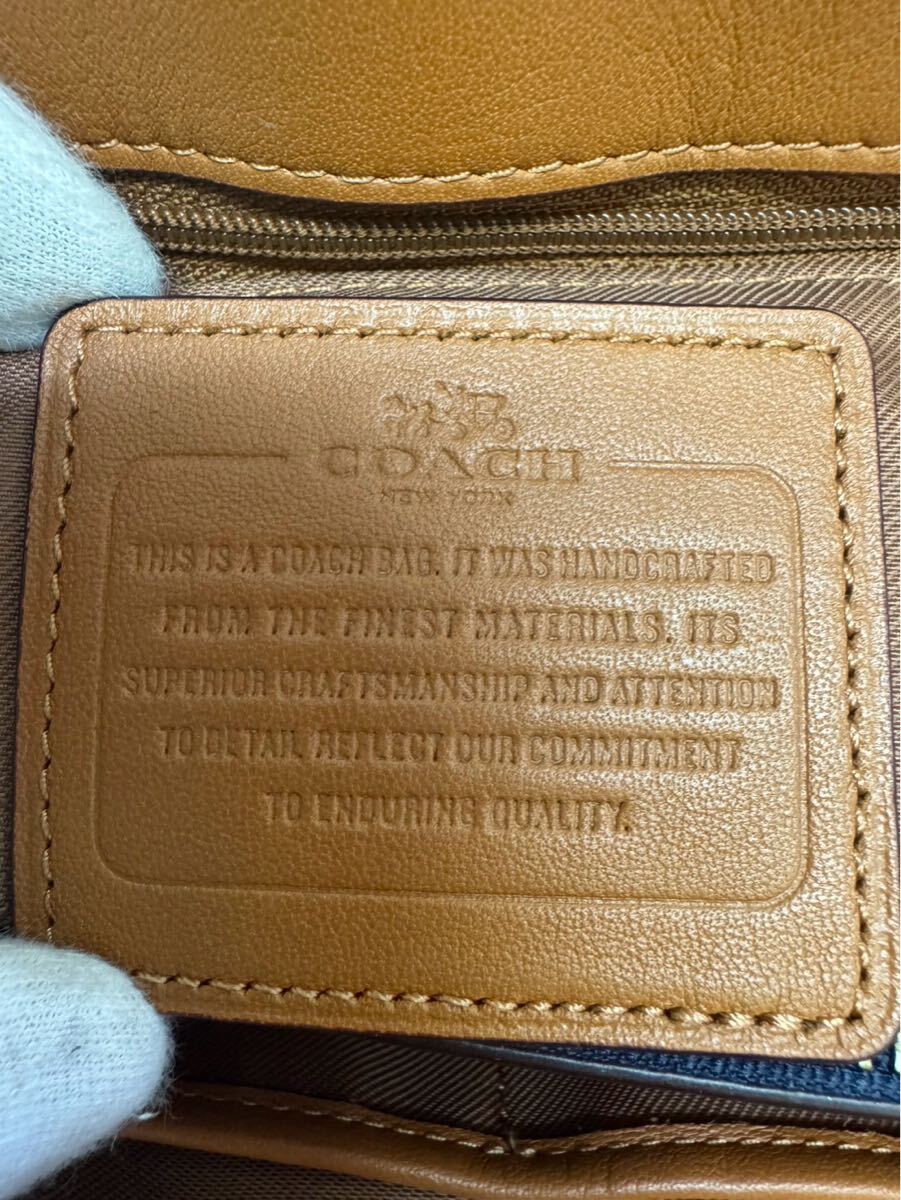 COACH
NEW YORK
THIS IS A COACH BAG. IT WAS HANDCRAFTED
FROM THE FINEST MATERIALS. ITS
SUPERIOR CRAFTSMANSHIP AND ATTENTION
TO DETAIL REFLECT OUR COMMITMENT
TO ENDURING QUALITY.